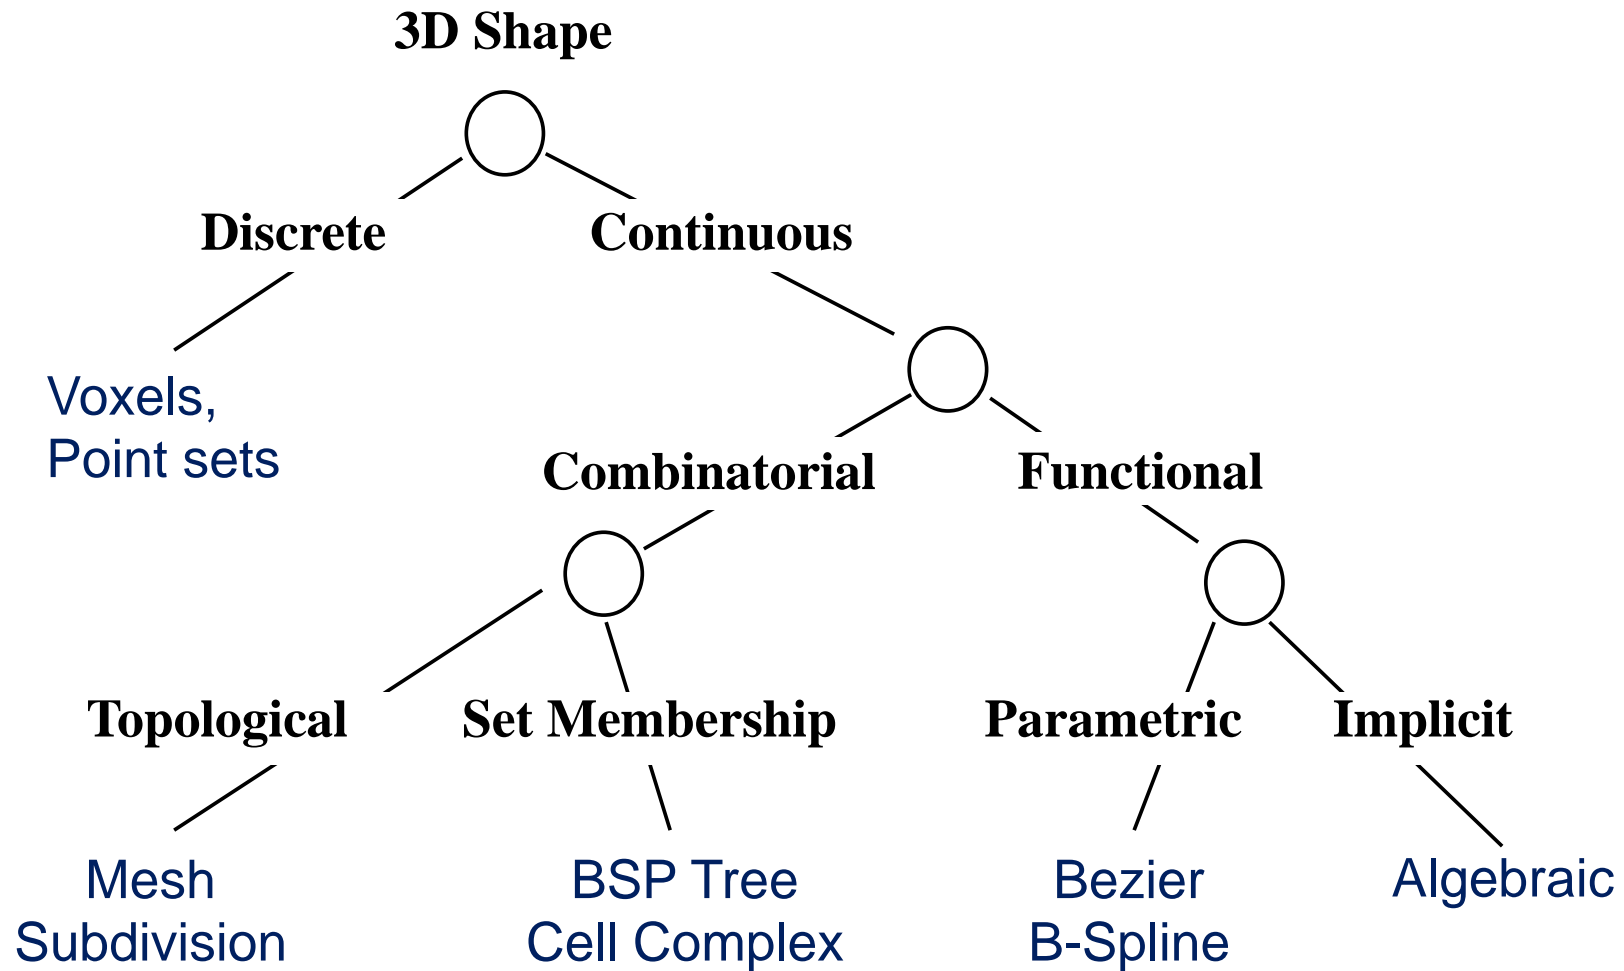 3D Shape
Discrete
Continuous
Voxels,
Point sets
Combinatorial
Functional
Topological
Set Membership
Parametric
Implicit
Mesh
Subdivision
BSP Tree
Cell Complex
Bezier
B-Spline
Algebraic